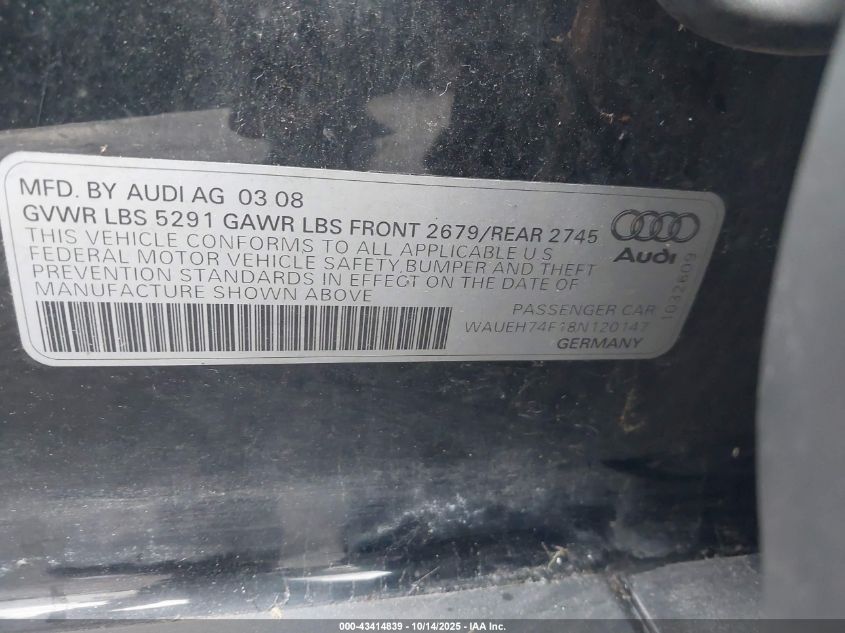 MFD. BY AUDI AG 03 08
GVWR LBS 5291 GAWR LBS FRONT 2679/REAR 2745
THIS VEHICLE CONFORMS TO ALL APPLICABLE U S
FEDERAL MOTOR VEHICLE SAFETY, BUMPER AND THEFT
PREVENTION STANDARDS IN EFFECT ON THE DATE OF
MANUFACTURE SHOWN ABOVE
Audi
1032609
PASSENGER CAR
WAUEH74F18N120147
GERMANY
000-43414839 - 10/14/2025 - IAA Inc.